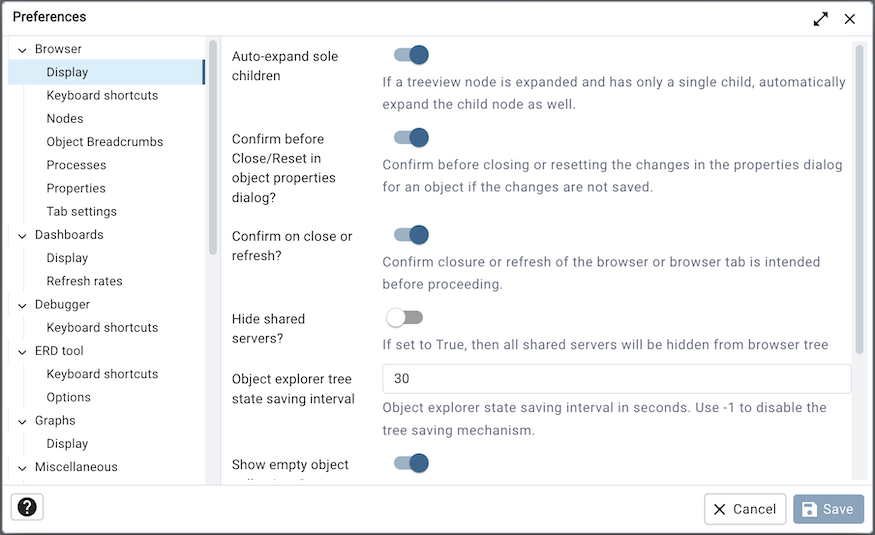 Preferences
Browser
Display
Keyboard shortcuts
Nodes
Object Breadcrumbs
Processes
Properties
Tab settings
Dashboards
Display
Refresh rates
Debugger
Keyboard shortcuts
ERD tool
Keyboard shortcuts
Options
Graphs
Display
Miscellaneous
Auto-expand sole
children
If a treeview node is expanded and has only a single child, automatically
expand the child node as well.
Confirm before
Close/Reset in
object properties
dialog?
Confirm before closing or resetting the changes in the properties dialog
for an object if the changes are not saved.
Confirm on close or
refresh?
Confirm closure or refresh of the browser or browser tab is intended
before proceeding.
Hide shared
servers?
If set to True, then all shared servers will be hidden from browser tree
Object explorer tree
state saving interval
30
Object explorer state saving interval in seconds. Use -1 to disable the
tree saving mechanism.
Show empty object
?
Cancel
Save